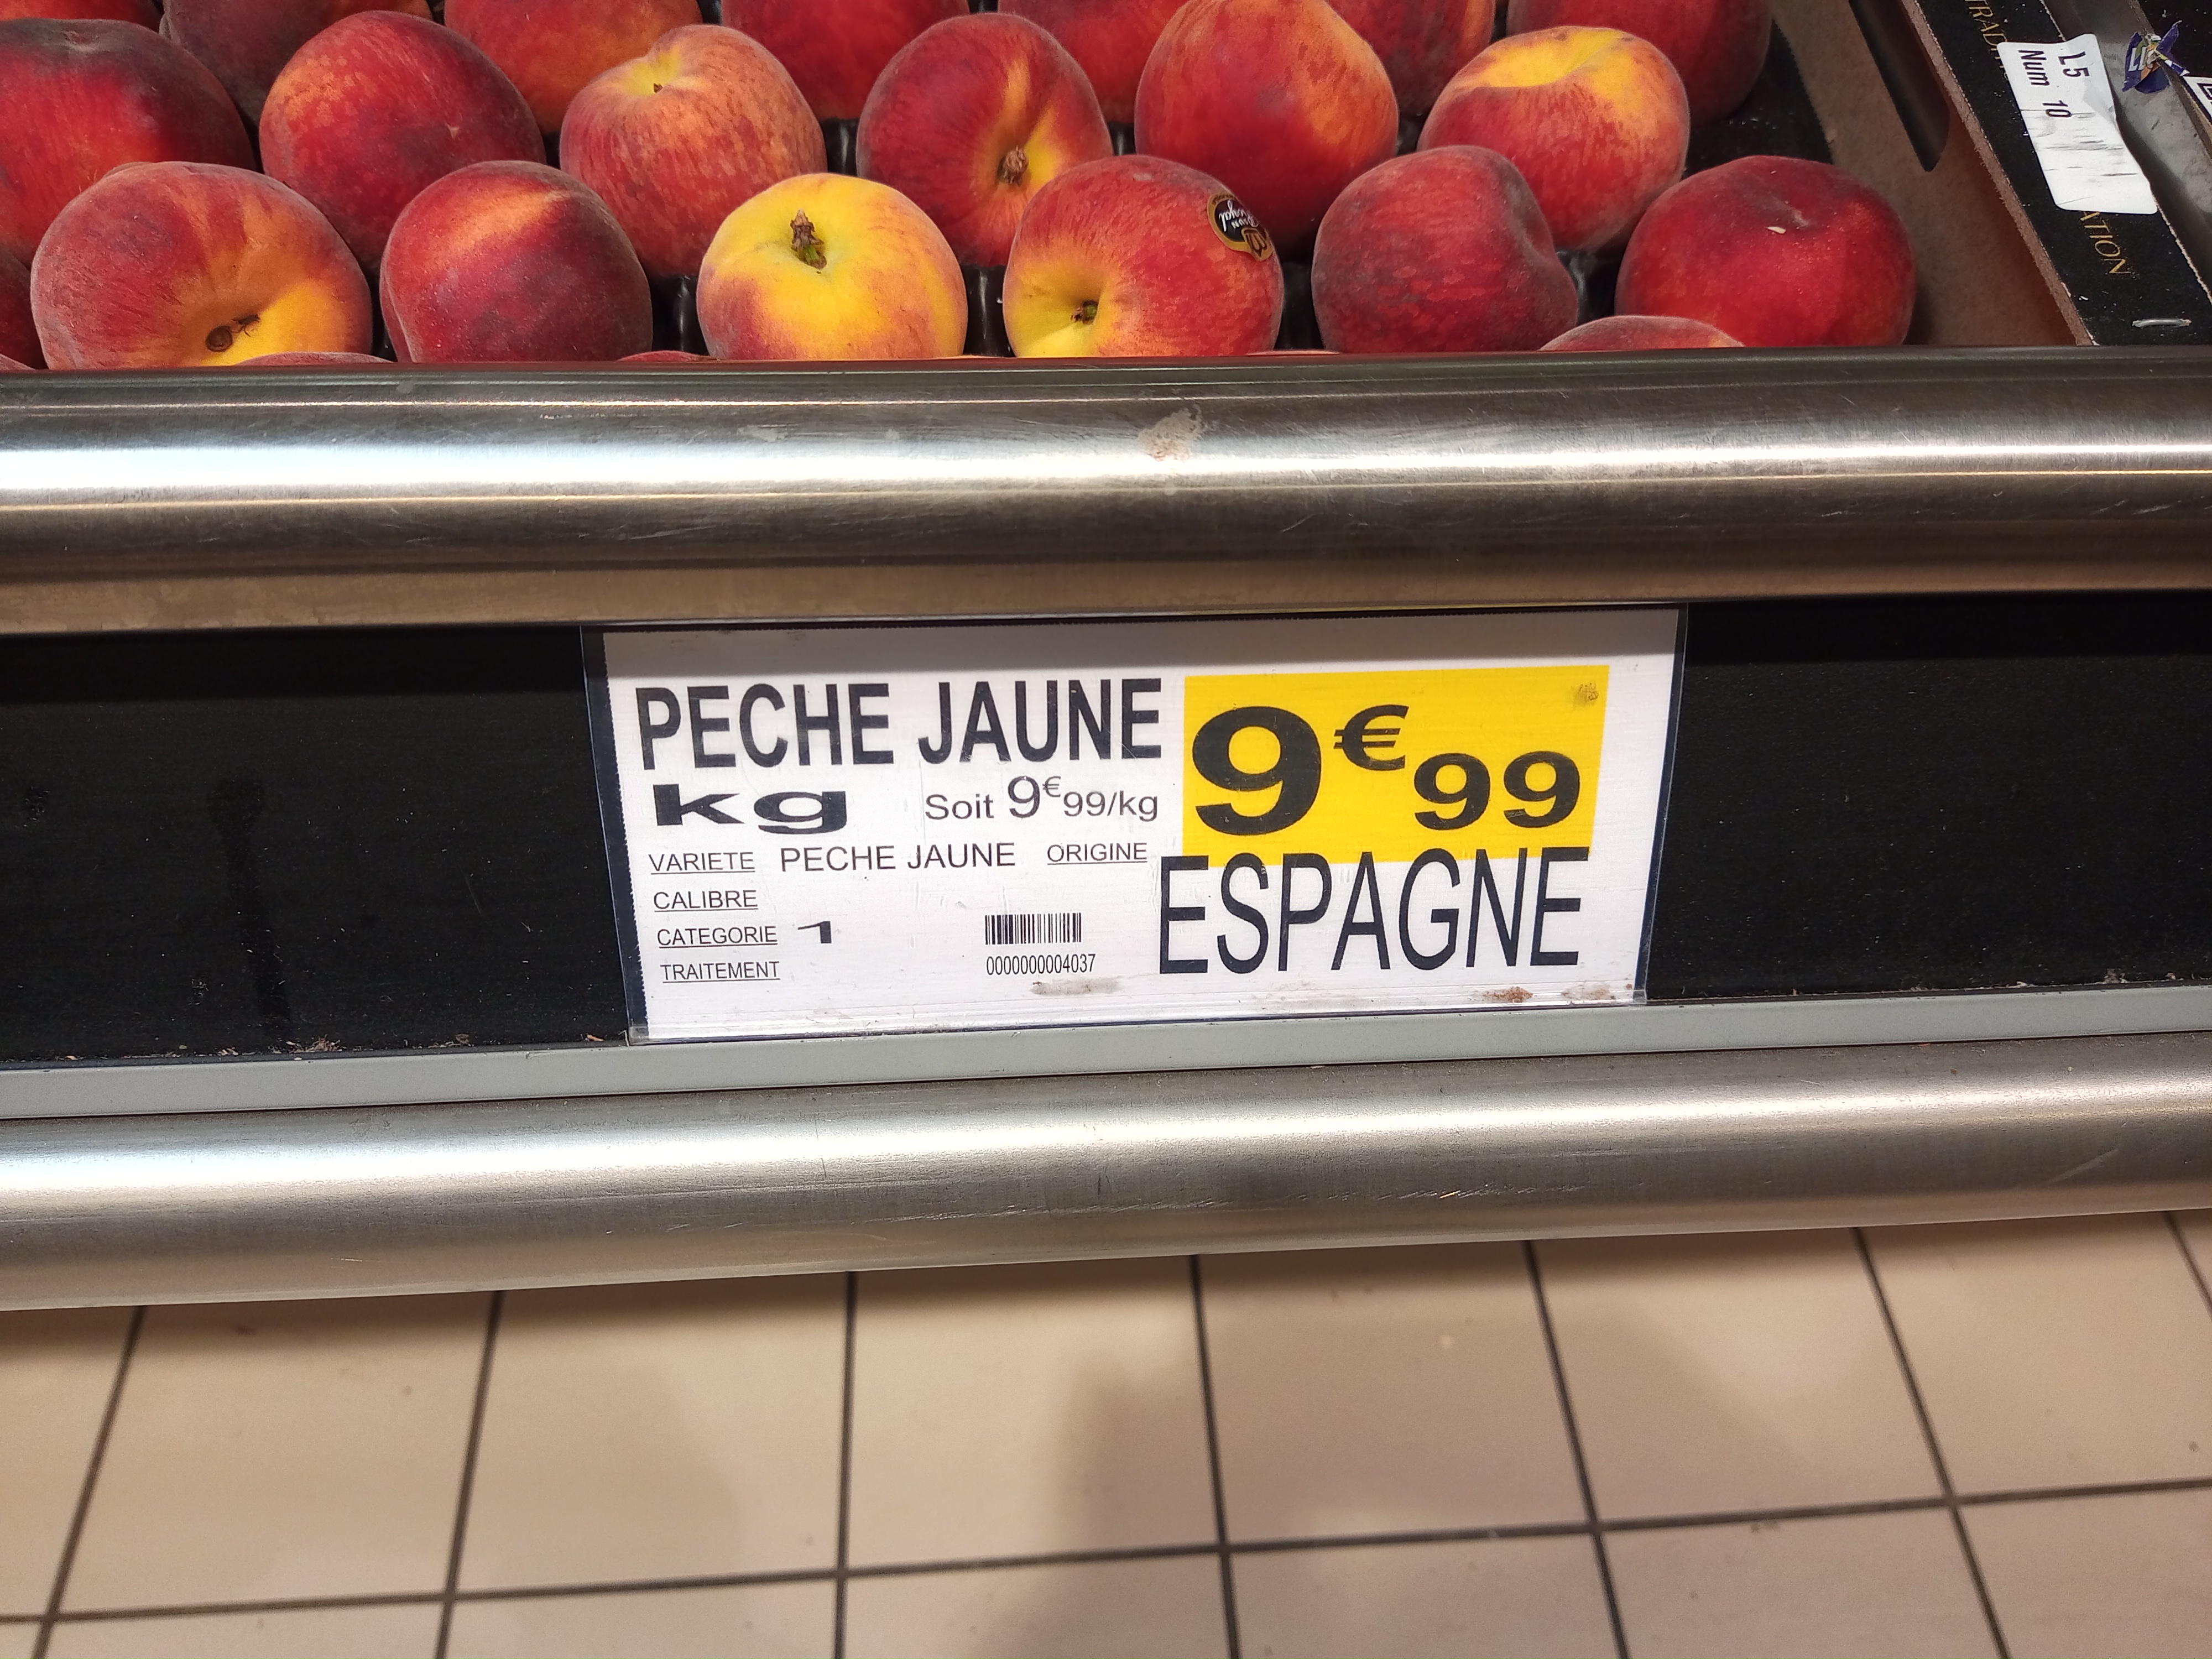 L5
Num 10
PECHE JAUNE
9€99
kg Soit 9€99/kg
VARIETE PECHE JAUNE ORIGINE
ESPAGNE
CALIBRE
CATEGORIE 1
TRAITEMENT
0000000004037